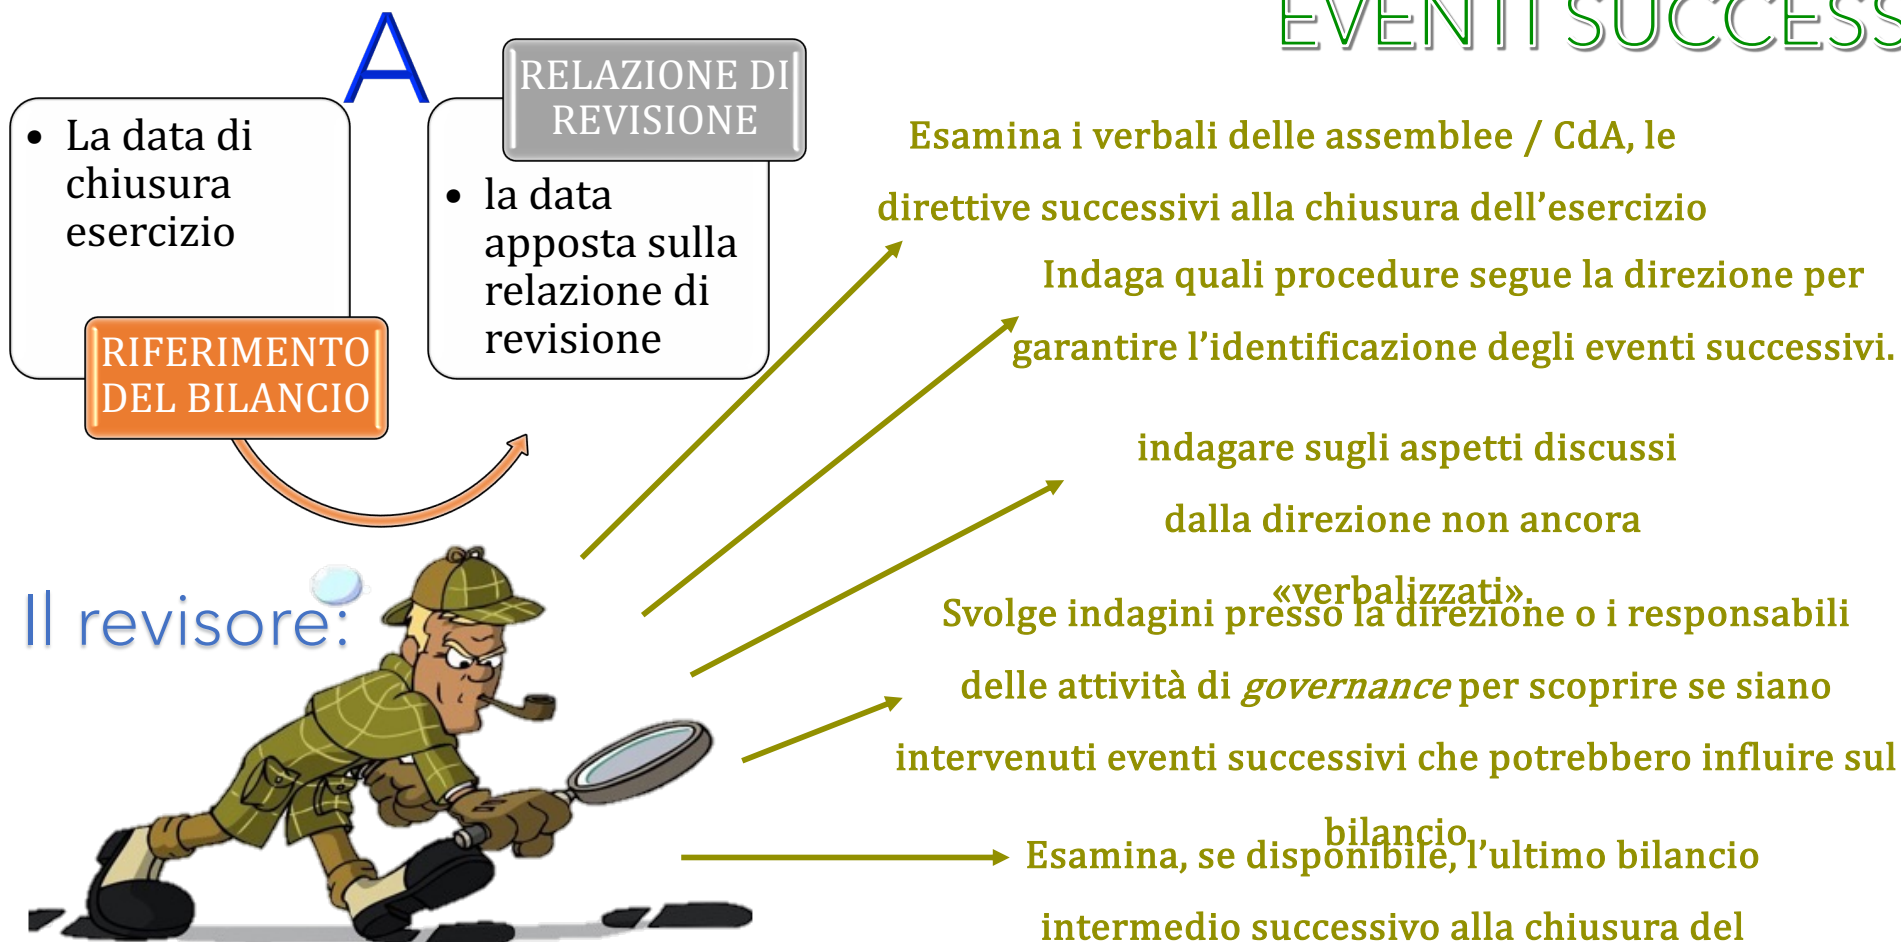 EVENTI SUCCESS
A
RELAZIONE DI
REVISIONE
• La data di
chiusura
esercizio
RIFERIMENTO
DEL BILANCIO
• la data
apposta sulla
relazione di
revisione
Il revisore:
Esamina i verbali delle assemblee / CdA, le
direttive successivi alla chiusura dell’esercizio
Indaga quali procedure segue la direzione per
garantire l’identificazione degli eventi successivi.
indagare sugli aspetti discussi
dalla direzione non ancora
«verbalizzati».
Svolge indagini presso la direzione o i responsabili
delle attività di governance per scoprire se siano
intervenuti eventi successivi che potrebbero influire sul
bilancio.
Esamina, se disponibile, l’ultimo bilancio
intermedio successivo alla chiusura del